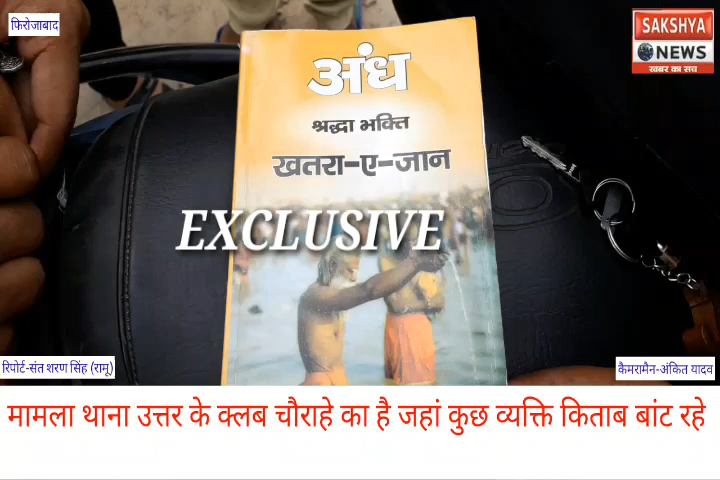 फिरोजाबाद
SAKSHYA
NEWS
खबर का सच
अंध
श्रद्धा भक्ति
खतरा-ए-जान
EXCLUSIVE
रिपोर्ट-संत शरण सिंह (रामू)
कैमरामैन-अंकित यादव
मामला थाना उत्तर के क्लब चौराहे का है जहां कुछ व्यक्ति किताब बांट रहे